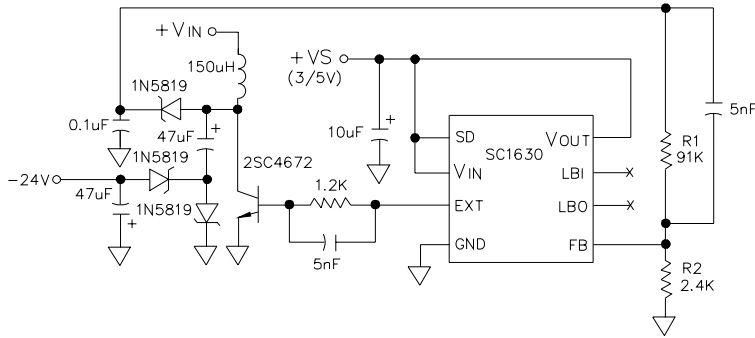 +VIN
150uH
+VS
(3/5V)
1N5819
0.1uF
47uF
10uF
5nF
SD
VOUT
SC1630
R1
91K
1N5819
2SC4672
VIN
LBI
X
-24V
47uF
1N5819
1.2K
EXT
LBO
X
5nF
GND
FB
R2
2.4K